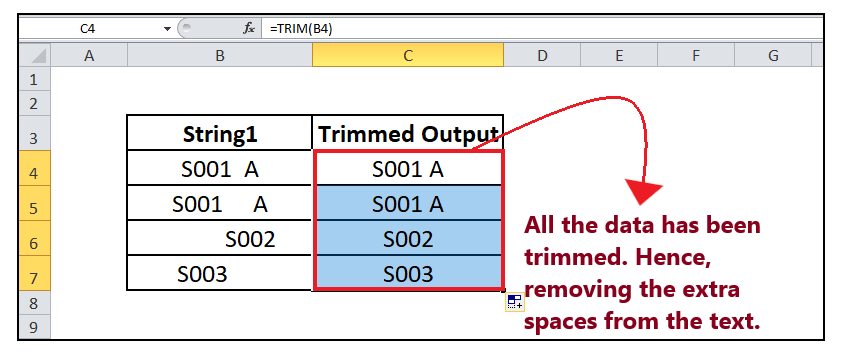 C4 fx =TRIM(B4)
A B C D E F G
1
2
3 String1 Trimmed Output
4 S001  A S001 A
5 S001     A S001 A
6 S002 S002
7 S003 S003
8
9
All the data has been
trimmed. Hence,
removing the extra
spaces from the text.